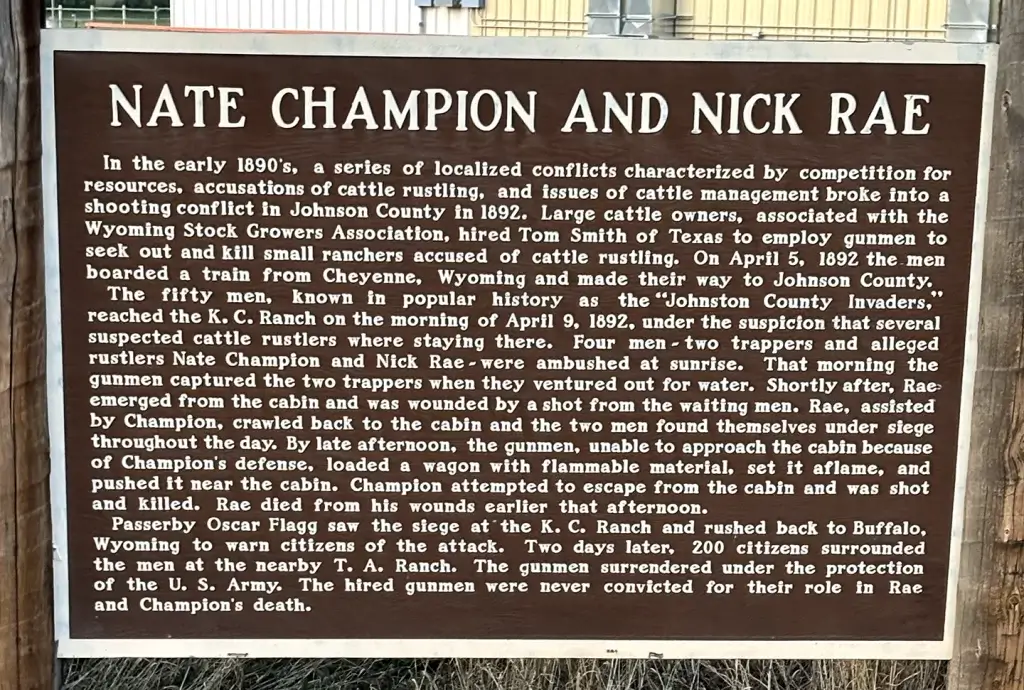 NATE CHAMPION AND NICK RAE
In the early 1890's, a series of localized conflicts characterized by competition for
resources, accusations of cattle rustling, and issues of cattle management broke into a
shooting conflict in Johnson County in 1892. Large cattle owners, associated with the
Wyoming Stock Growers Association, hired Tom Smith of Texas to employ gunmen to
seek out and kill small ranchers accused of cattle rustling. On April 5, 1892 the men
boarded a train from Cheyenne, Wyoming and made their way to Johnson County.
The fifty men, known in popular history as the "Johnston County Invaders,"
reached the K. C. Ranch on the morning of April 9, 1892, under the suspicion that several
suspected cattle rustlers where staying there. Four men - two trappers and alleged
rustlers Nate Champion and Nick Rae - were ambushed at sunrise. That morning the
gunmen captured the two trappers when they ventured out for water. Shortly after, Rae
emerged from the cabin and was wounded by a shot from the waiting men. Rae, assisted
by Champion, crawled back to the cabin and the two men found themselves under siege
throughout the day. By late afternoon, the gunmen, unable to approach the cabin because
of Champion's defense, loaded a wagon with flammable material, set it aflame, and
pushed it near the cabin. Champion attempted to escape from the cabin and was shot
and killed. Rae died from his wounds earlier that afternoon.
Passerby Oscar Flagg saw the siege at the K. C. Ranch and rushed back to Buffalo,
Wyoming to warn citizens of the attack. Two days later, 200 citizens surrounded
the men at the nearby T. A. Ranch. The gunmen surrendered under the protection
of the U. S. Army. The hired gunmen were never convicted for their role in Rae
and Champion's death.